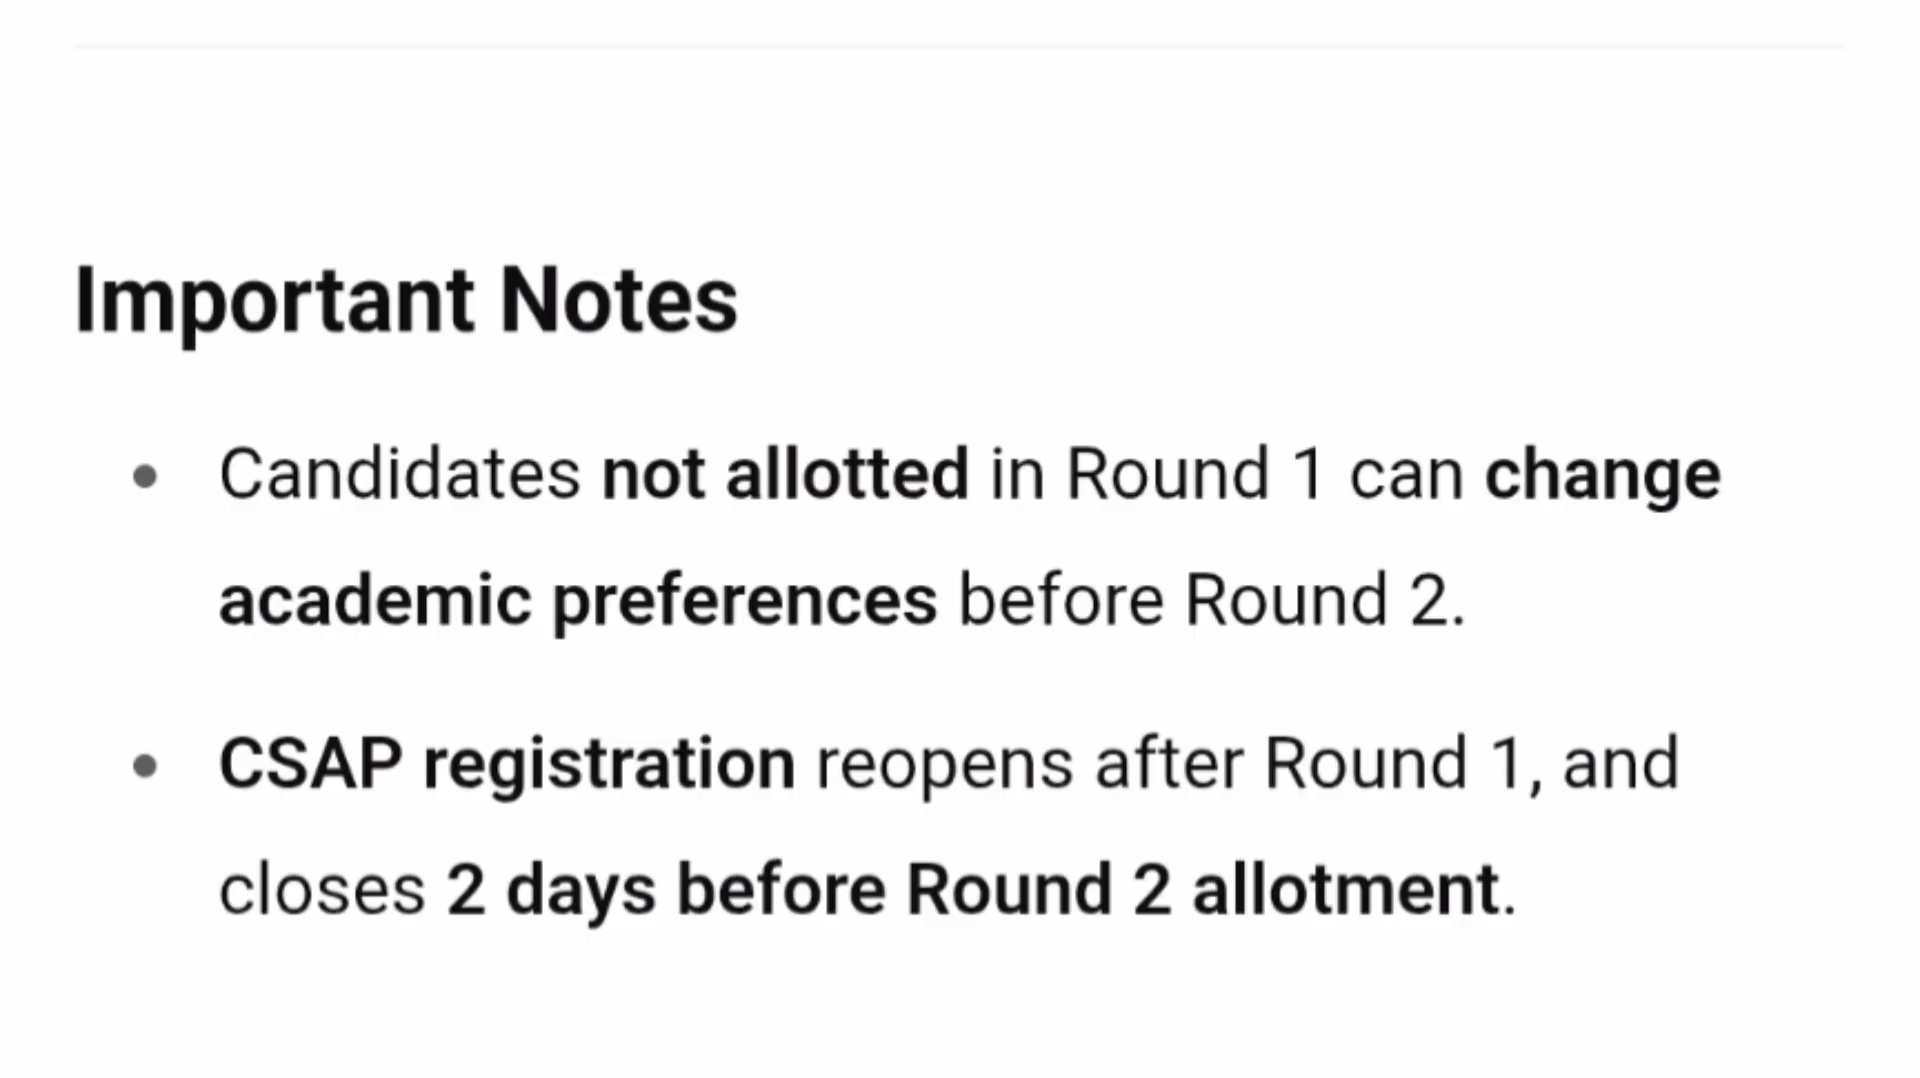 Important Notes
Candidates not allotted in Round 1 can change
academic preferences before Round 2.
CSAP registration reopens after Round 1, and
closes 2 days before Round 2 allotment.